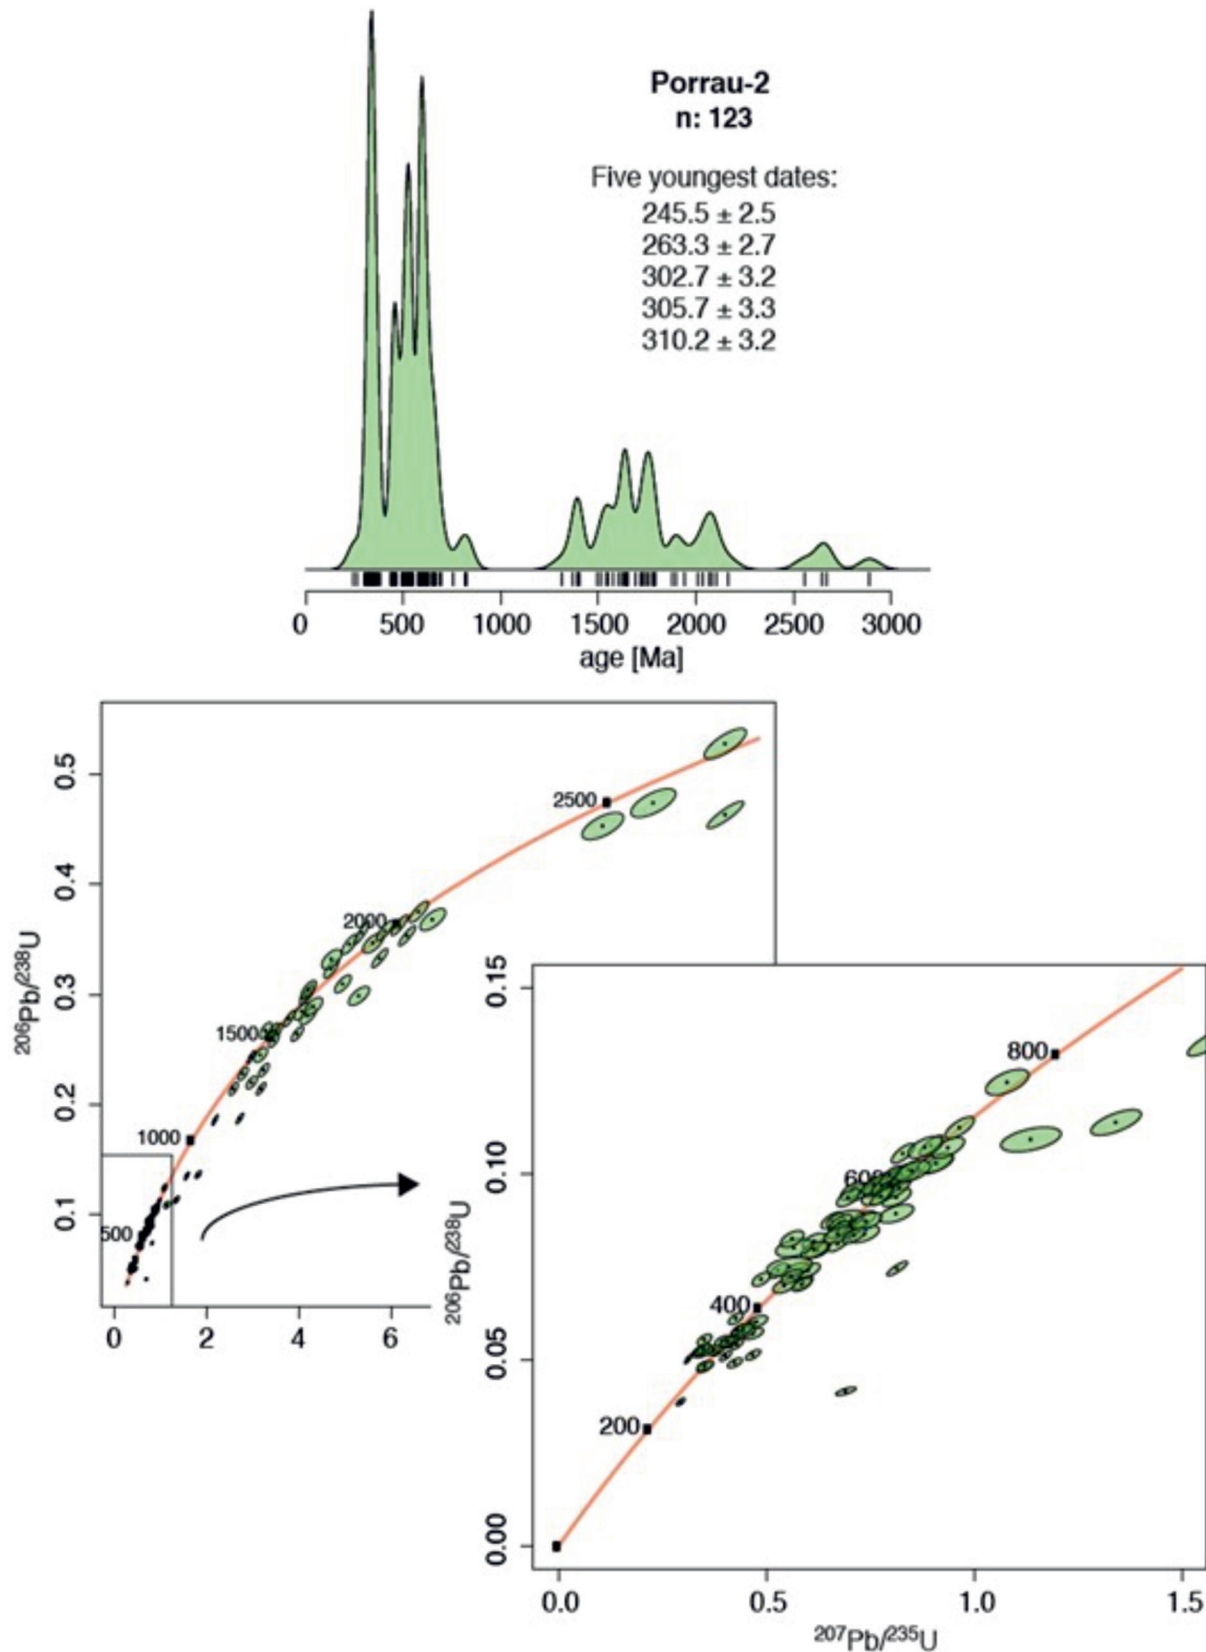 Porrau-2
n: 123
Five youngest dates:
245.5 ± 2.5
263.3 ± 2.7
302.7 ± 3.2
305.7 ± 3.3
310.2 ± 3.2
0 500 1000 1500 2000 2500 3000
age [Ma]
0.5
0.4
0.3
0.2
0.1
²⁰⁶Pb/²³⁸U
2500
2000
1500
1000
500
0 2 4 6
0.15
0.10
0.05
0.00
²⁰⁶Pb/²³⁸U
800
600
400
200
0.0 0.5 1.0 1.5
²⁰⁷Pb/²³⁵U